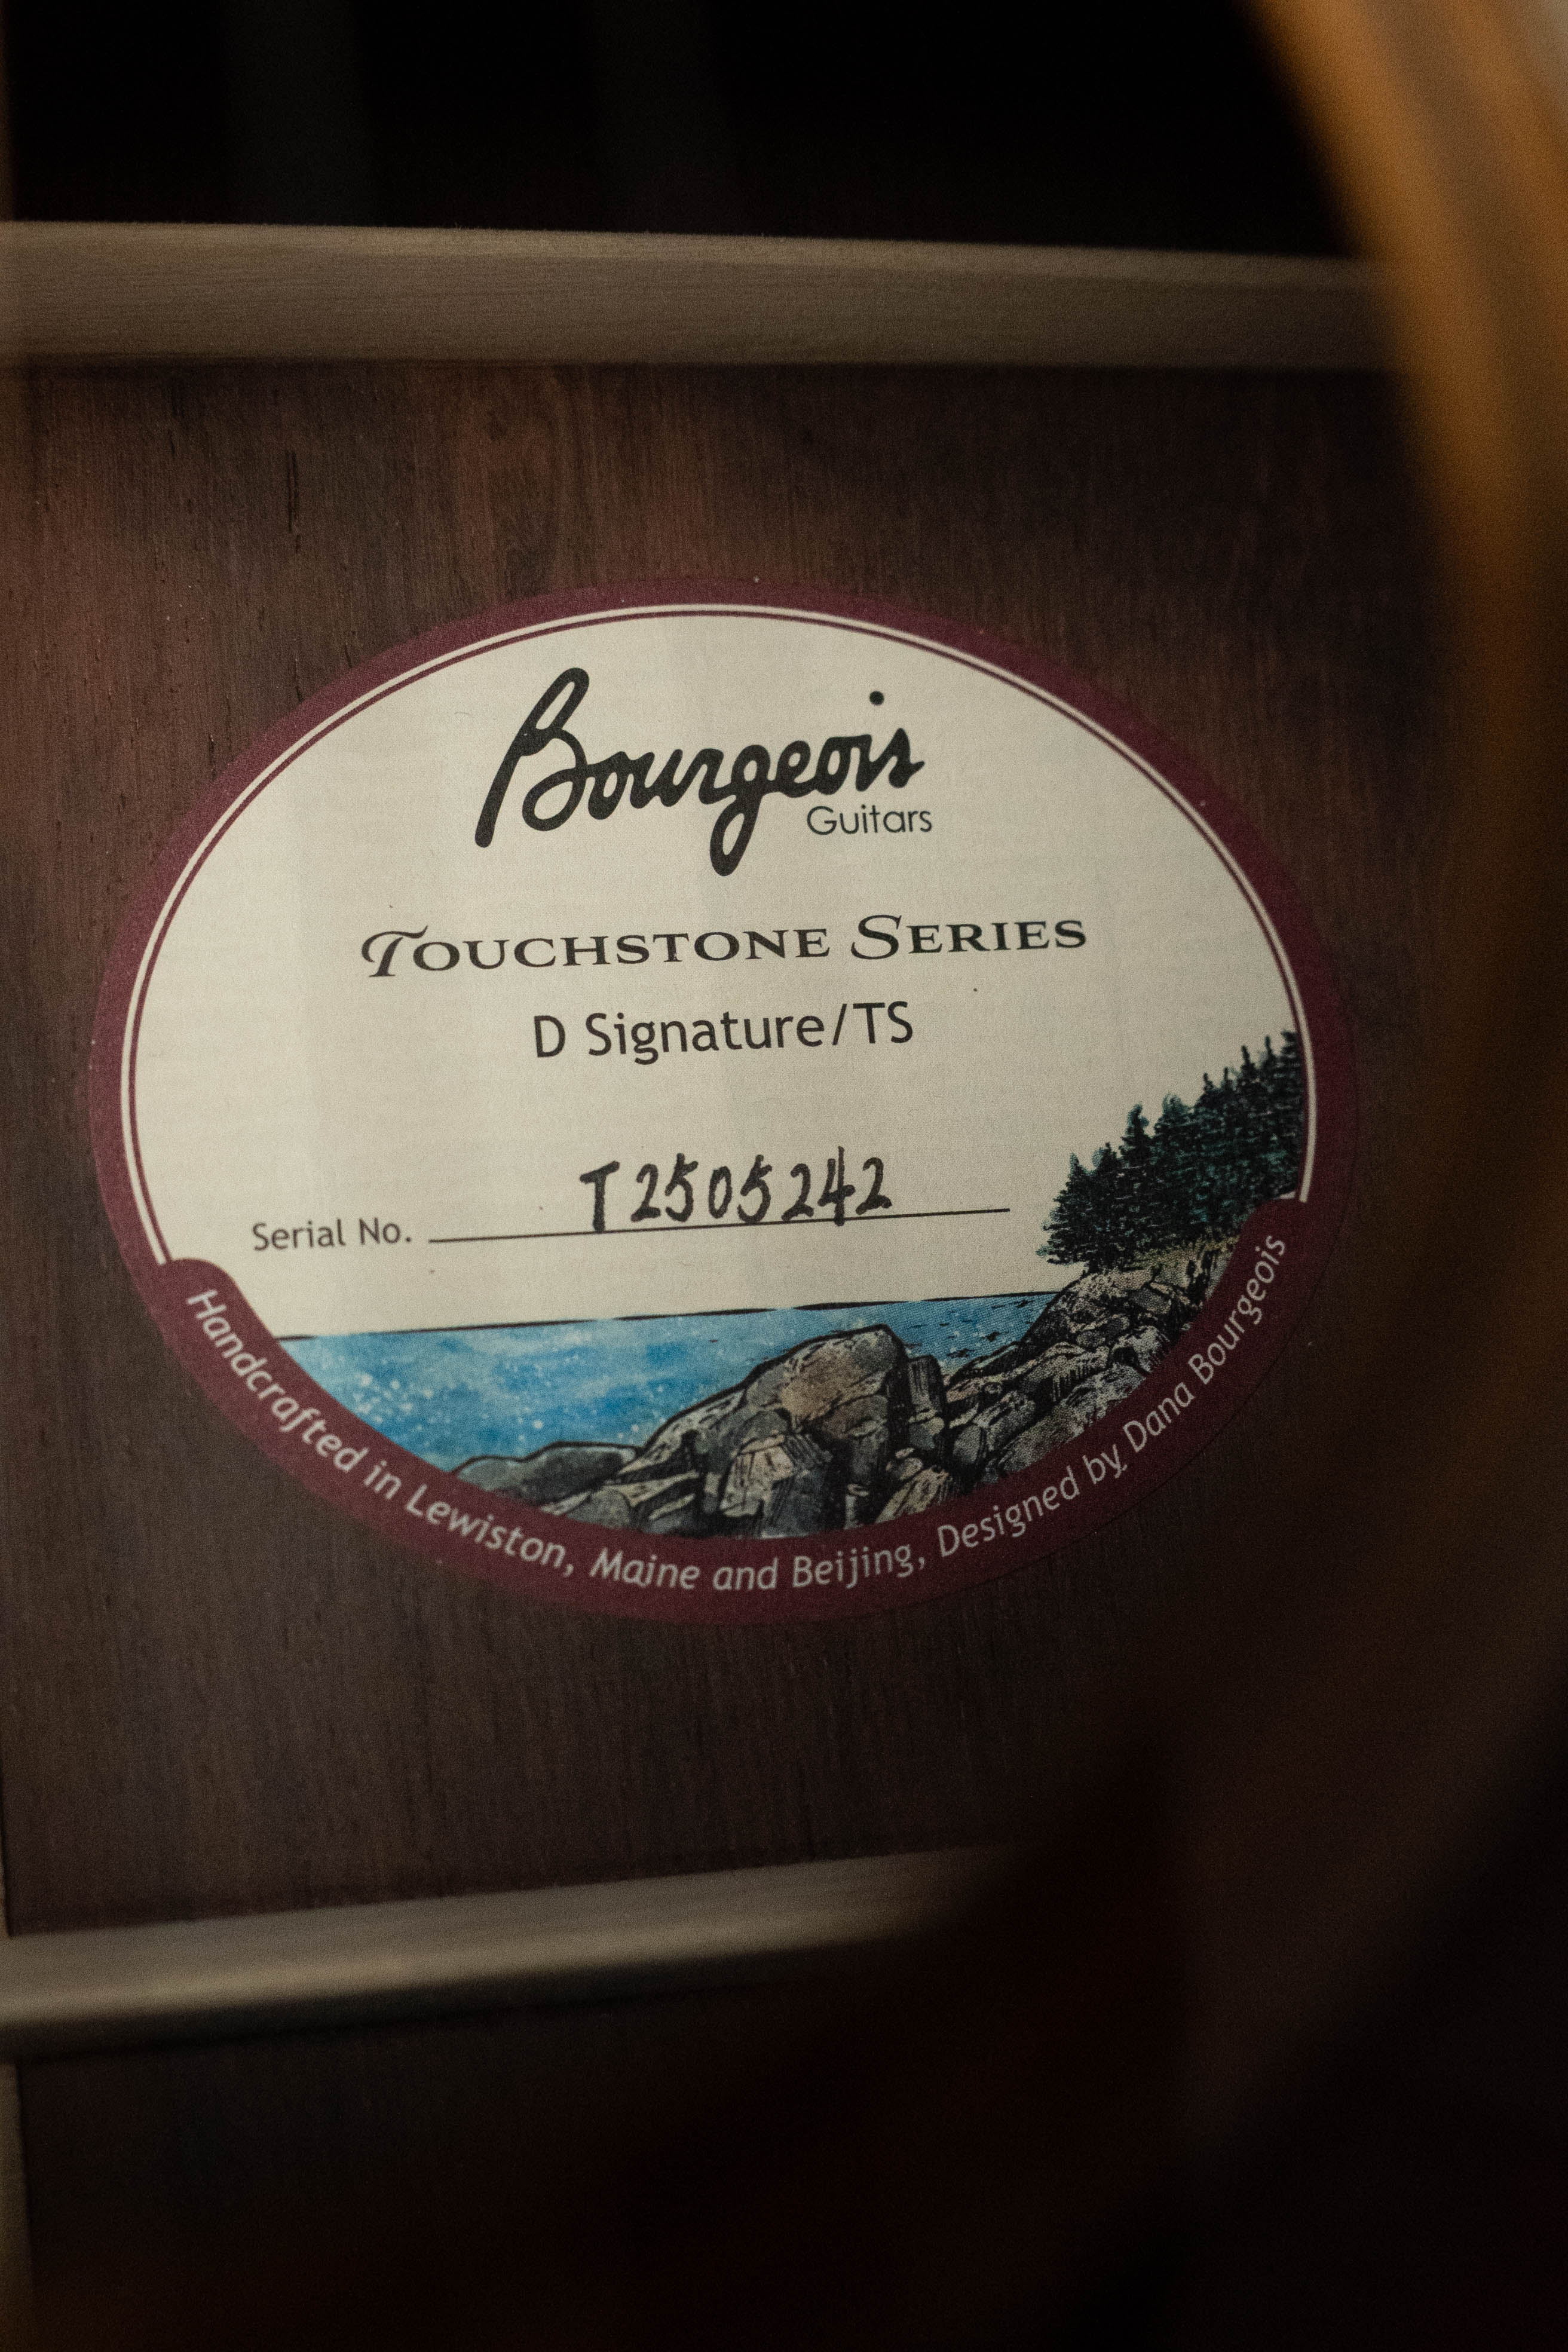 Bourgeois
Guitars
Touchstone Series
D Signature/TS
Serial No. T2505242
Handcrafted in Lewiston, Maine and Beijing, Designed by Dana Bourgeois